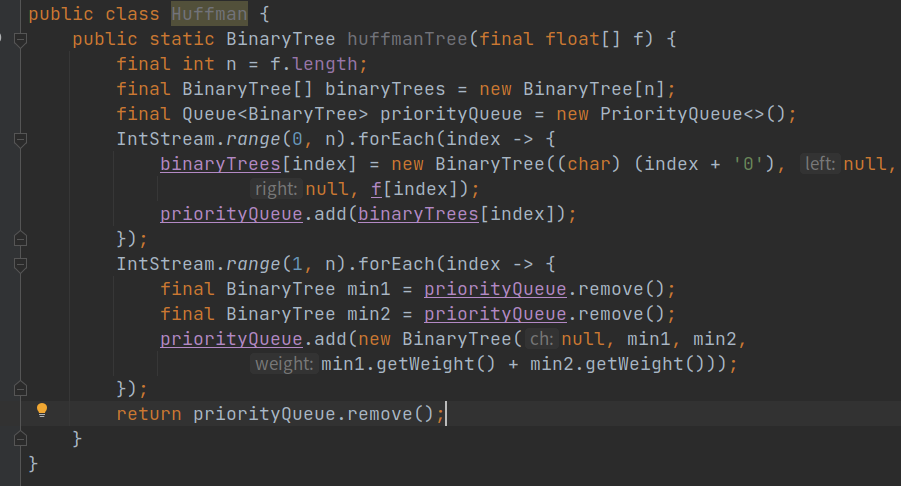 public class Huffman {
public static BinaryTree huffmanTree(final float[] f) {
final int n = f.length;
final BinaryTree[] binaryTrees = new BinaryTree[n];
final Queue<BinaryTree> priorityQueue = new PriorityQueue<>();
IntStream.range(0, n).forEach(index -> {
binaryTrees[index] = new BinaryTree((char) (index + '0'), left: null,
right: null, f[index]);
priorityQueue.add(binaryTrees[index]);
});
IntStream.range(1, n).forEach(index -> {
final BinaryTree min1 = priorityQueue.remove();
final BinaryTree min2 = priorityQueue.remove();
priorityQueue.add(new BinaryTree( ch: null, min1, min2,
weight: min1.getWeight() + min2.getWeight()));
});
return priorityQueue.remove();
}
}